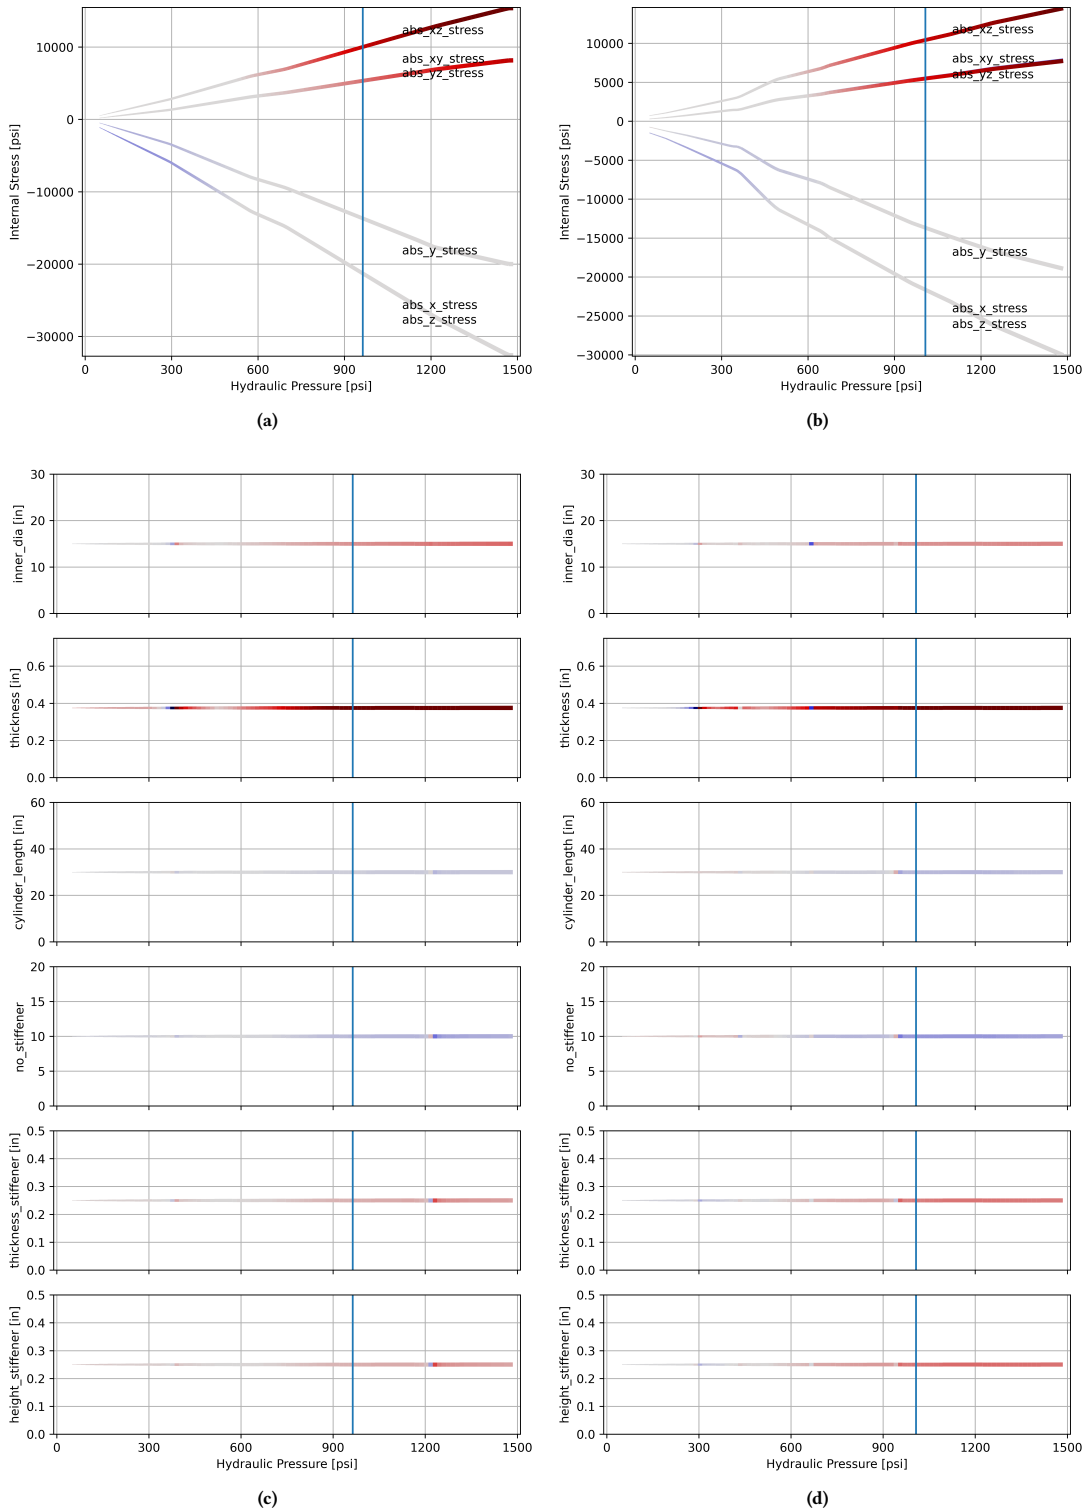 10000
0
−10000
−20000
−30000
Internal Stress [psi]
abs_xz_stress
abs_xy_stress
abs_yz_stress
abs_y_stress
abs_x_stress
abs_z_stress
0 300 600 900 1200 1500
Hydraulic Pressure [psi]
(a)
10000
5000
0
−5000
−10000
−15000
−20000
−25000
−30000
Internal Stress [psi]
abs_xz_stress
abs_xy_stress
abs_yz_stress
abs_y_stress
abs_x_stress
abs_z_stress
0 300 600 900 1200 1500
Hydraulic Pressure [psi]
(b)
30
20
10
0
inner_dia [in]
0.6
0.4
0.2
0.0
thickness [in]
60
40
20
0
cylinder_length [in]
20
15
10
5
0
no_stiffener
0.5
0.4
0.3
0.2
0.1
0.0
thickness_stiffener [in]
0.5
0.4
0.3
0.2
0.1
0.0
height_stiffener [in]
0 300 600 900 1200 1500
Hydraulic Pressure [psi]
(c)
30
20
10
0
inner_dia [in]
0.6
0.4
0.2
0.0
thickness [in]
60
40
20
0
cylinder_length [in]
20
15
10
5
0
no_stiffener
0.5
0.4
0.3
0.2
0.1
0.0
thickness_stiffener [in]
0.5
0.4
0.3
0.2
0.1
0.0
height_stiffener [in]
0 300 600 900 1200 1500
Hydraulic Pressure [psi]
(d)